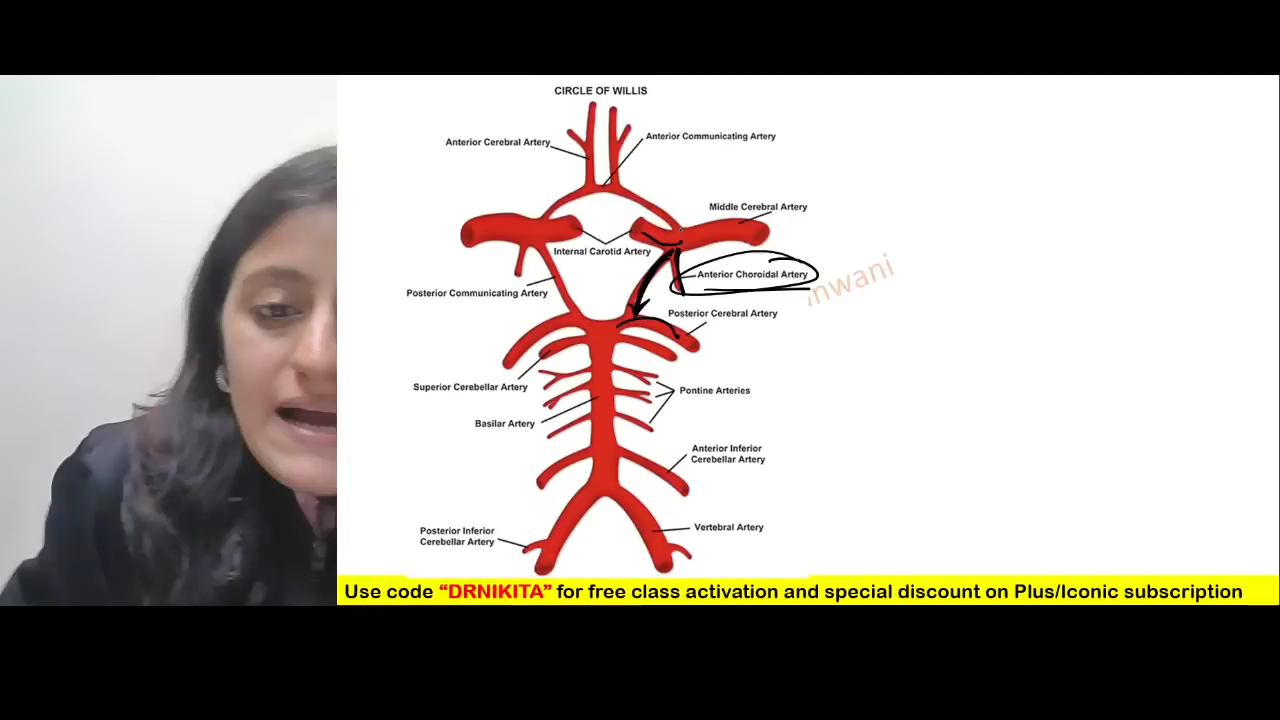 CIRCLE OF WILLIS
Anterior Communicating Artery
Anterior Cerebral Artery
Middle Cerebral Artery
Internal Carotid Artery
Anterior Choroidal Artery
Posterior Communicating Artery
Posterior Cerebral Artery
Superior Cerebellar Artery
Pontine Arteries
Basilar Artery
Anterior Inferior
Cerebellar Artery
Posterior Inferior
Cerebellar Artery
Vertebral Artery
Use code “DRNIKITA” for free class activation and special discount on Plus/Iconic subscription